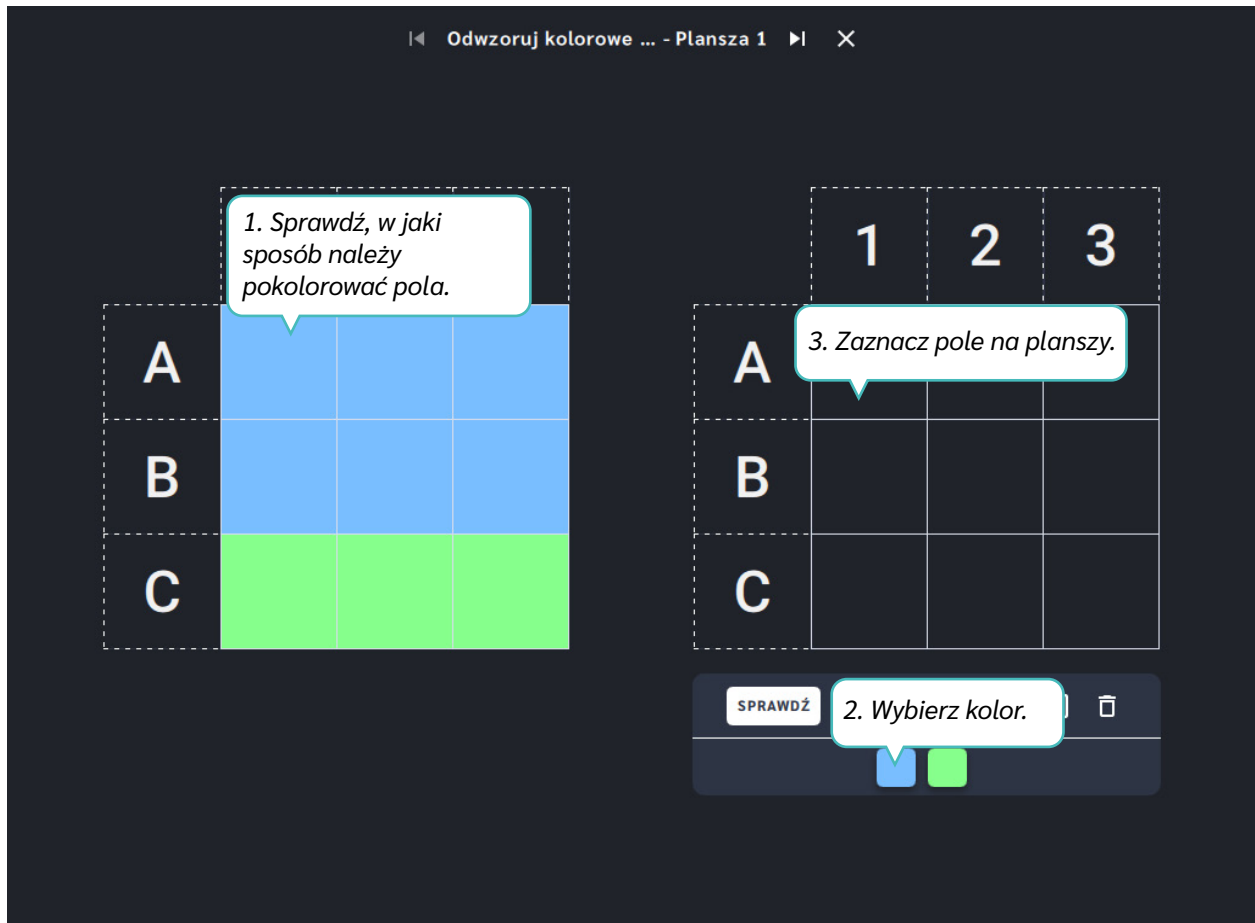 Odwzoruj kolorowe ... - Plansza 1
1. Sprawdź, w jaki
sposób należy
pokolorować pola.
A
B
C
1 2 3
3. Zaznacz pole na planszy.
A
B
C
SPRAWDŹ
2. Wybierz kolor.